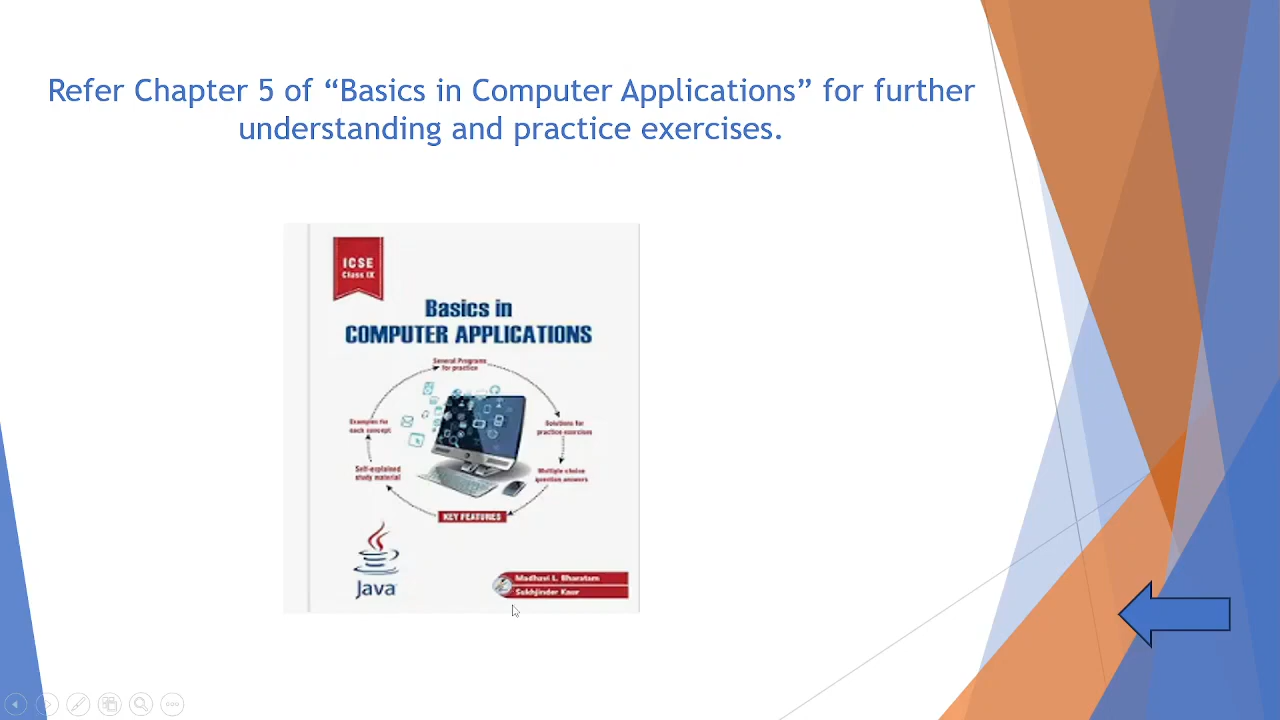 Refer Chapter 5 of “Basics in Computer Applications” for further
understanding and practice exercises.
ICSE
Class IX
Basics in
COMPUTER APPLICATIONS
Several Programs
for practice
Examples for
each concept
Solutions for
practice exercises
Self-explained
study material
Multiple choice
question answers
KEY FEATURES
Java
Madhavi L. Bharatam
Sukhjinder Kaur